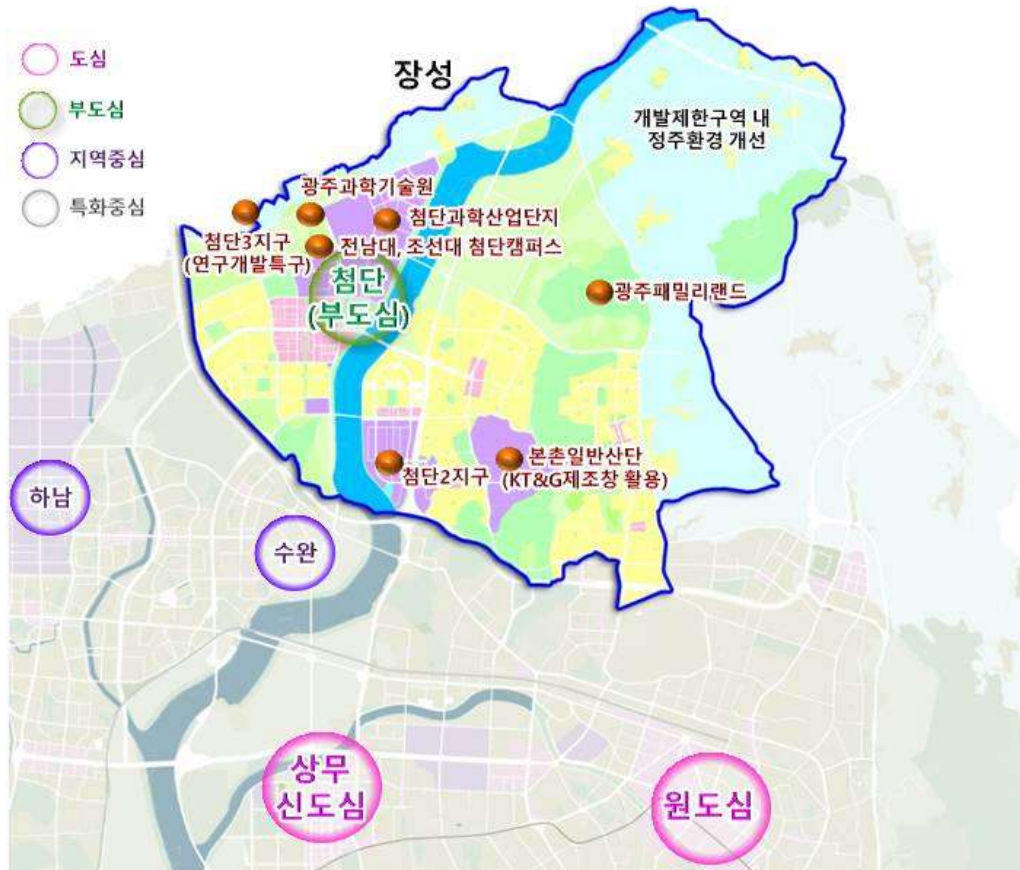 도심
부도심
지역중심
특화중심
장성
개발제한구역 내
정주환경 개선
광주과학기술원
첨단과학산업단지
첨단3지구
(연구개발특구)
전남대, 조선대 첨단캠퍼스
첨단
(부도심)
광주패밀리랜드
첨단2지구
본촌일반산단
(KT&G제조창 활용)
하남
수완
상무
신도심
원도심